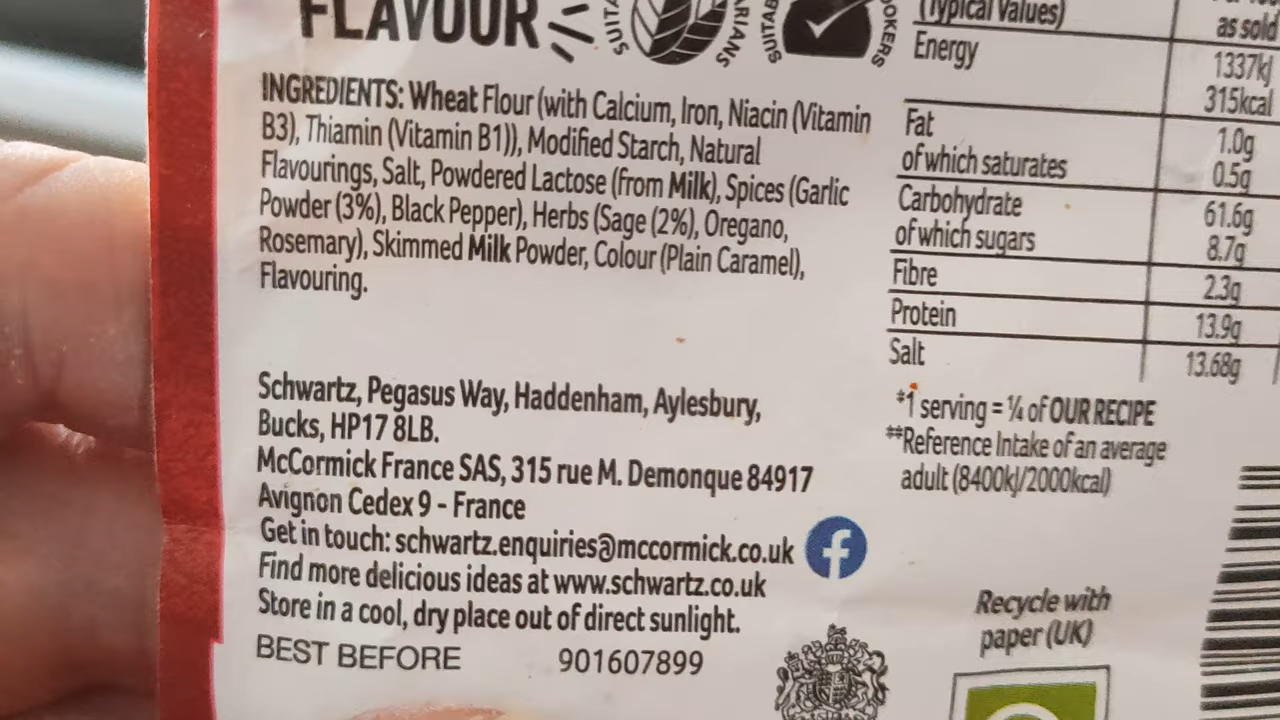 FLAVOUR
INGREDIENTS: Wheat Flour (with Calcium, Iron, Niacin (Vitamin
B3), Thiamin (Vitamin B1)), Modified Starch, Natural
Flavourings, Salt, Powdered Lactose (from Milk), Spices (Garlic
Powder (3%), Black Pepper), Herbs (Sage (2%), Oregano,
Rosemary), Skimmed Milk Powder, Colour (Plain Caramel),
Flavouring.
Schwartz, Pegasus Way, Haddenham, Aylesbury,
Bucks, HP17 8LB.
McCormick France SAS, 315 rue M. Demonque 84917
Avignon Cedex 9 - France
Get in touch: schwartz.enquiries@mccormick.co.uk
Find more delicious ideas at www.schwartz.co.uk
Store in a cool, dry place out of direct sunlight.
BEST BEFORE 901607899
(Typical Values) as sold
Energy 1337kJ
315kcal
Fat 1.0g
of which saturates 0.5g
Carbohydrate 61.6g
of which sugars 8.7g
Fibre 2.3g
Protein 13.9g
Salt 13.68g
*1 serving = ¼ of OUR RECIPE
**Reference Intake of an average
adult (8400kJ/2000kcal)
Recycle with
paper (UK)